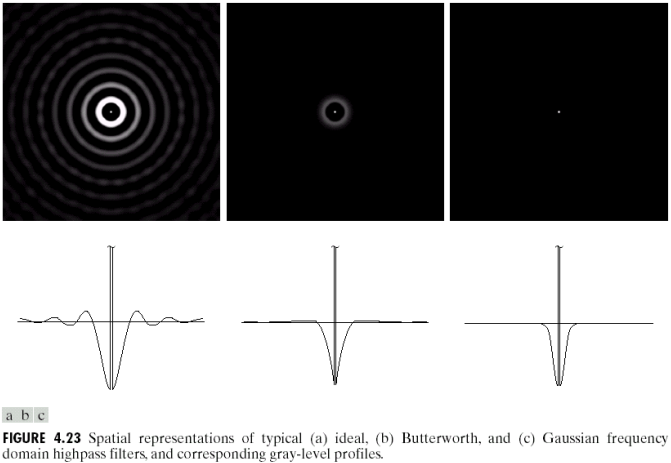 a b c
FIGURE 4.23 Spatial representations of typical (a) ideal, (b) Butterworth, and (c) Gaussian frequency
domain highpass filters, and corresponding gray-level profiles.